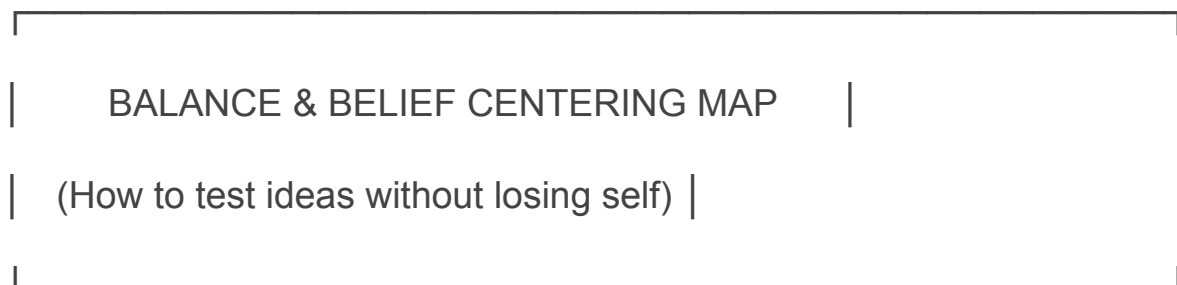 BALANCE & BELIEF CENTERING MAP
(How to test ideas without losing self)